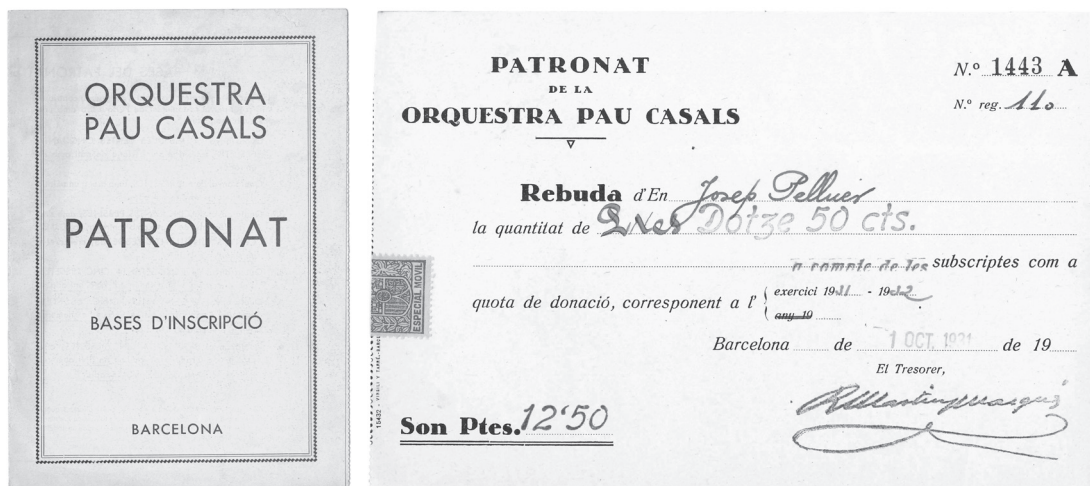 ORQUESTRA
PAU CASALS
PATRONAT
BASES D'INSCRIPCIÓ
BARCELONA
PATRONAT
DE LA
ORQUESTRA PAU CASALS
N.º 1443 A
N.º reg. 110
Rebuda d'En Josep Pellicer
la quantitat de Ptes Dotze 50 cts.
a compte de les subscriptes com a
quota de donació, corresponent a l' exercici 1931 - 1932
any 19
Barcelona de 1 OCT. 1931 de 19
El Tresorer,
Son Ptes. 12'50
ESPECIAL MOVIL